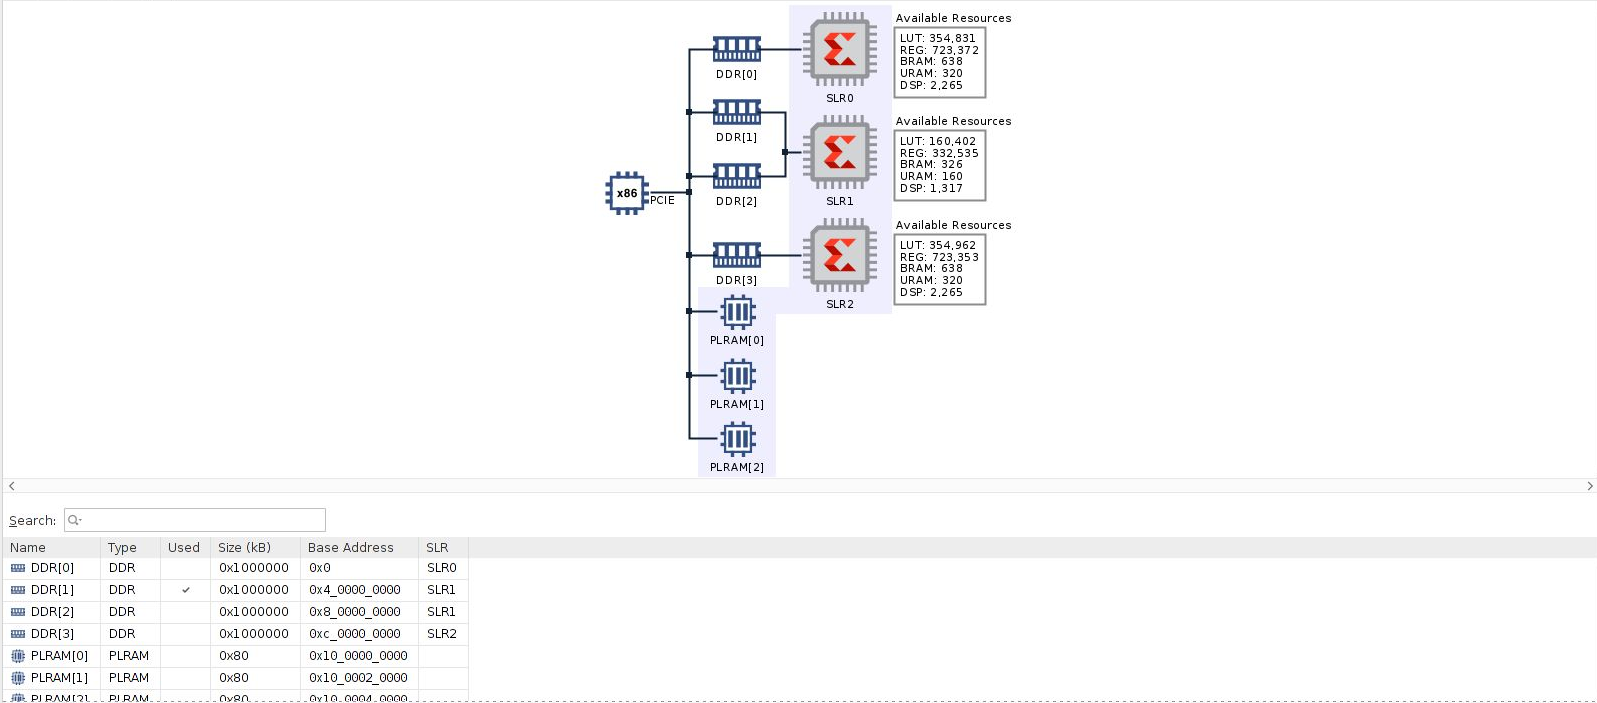 Available Resources
LUT: 354,831
REG: 723,372
BRAM: 638
URAM: 320
DSP: 2,265
DDR[0]
SLR0
Available Resources
LUT: 160,402
REG: 332,535
BRAM: 326
URAM: 160
DSP: 1,317
DDR[1]
x86
PCIE
DDR[2]
SLR1
Available Resources
LUT: 354,962
REG: 723,353
BRAM: 638
URAM: 320
DSP: 2,265
DDR[3]
SLR2
PLRAM[0]
PLRAM[1]
PLRAM[2]
Search:
Name Type Used Size (kB) Base Address SLR
DDR[0] DDR 0x1000000 0x0 SLR0
DDR[1] DDR ✓ 0x1000000 0x4_0000_0000 SLR1
DDR[2] DDR 0x1000000 0x8_0000_0000 SLR1
DDR[3] DDR 0x1000000 0xc_0000_0000 SLR2
PLRAM[0] PLRAM 0x80 0x10_0000_0000
PLRAM[1] PLRAM 0x80 0x10_0002_0000
PLRAM[2] PLRAM 0x80 0x10_0004_0000